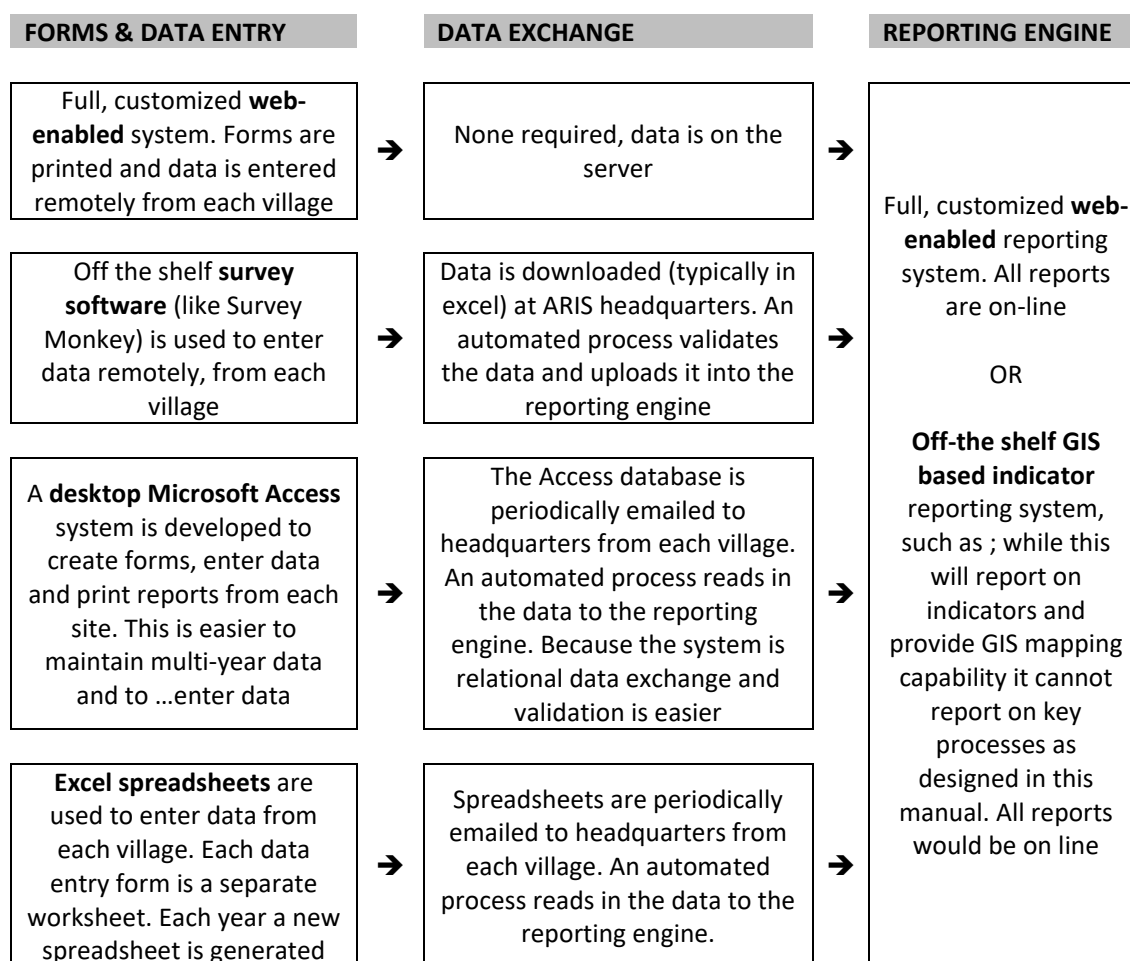 FORMS & DATA ENTRY
DATA EXCHANGE
REPORTING ENGINE
Full, customized web-
enabled system. Forms are
printed and data is entered
remotely from each village
➔
None required, data is on the
server
➔
Off the shelf survey
software (like Survey
Monkey) is used to enter
data remotely, from each
village
➔
Data is downloaded (typically in
excel) at ARIS headquarters. An
automated process validates
the data and uploads it into the
reporting engine
➔
A desktop Microsoft Access
system is developed to
create forms, enter data
and print reports from each
site. This is easier to
maintain multi-year data
and to …enter data
➔
The Access database is
periodically emailed to
headquarters from each village.
An automated process reads in
the data to the reporting
engine. Because the system is
relational data exchange and
validation is easier
➔
Excel spreadsheets are
used to enter data from
each village. Each data
entry form is a separate
worksheet. Each year a new
spreadsheet is generated
➔
Spreadsheets are periodically
emailed to headquarters from
each village. An automated
process reads in the data to the
reporting engine.
➔
Full, customized web-
enabled reporting
system. All reports
are on-line
OR
Off-the shelf GIS
based indicator
reporting system,
such as ; while this
will report on
indicators and
provide GIS mapping
capability it cannot
report on key
processes as
designed in this
manual. All reports
would be on line